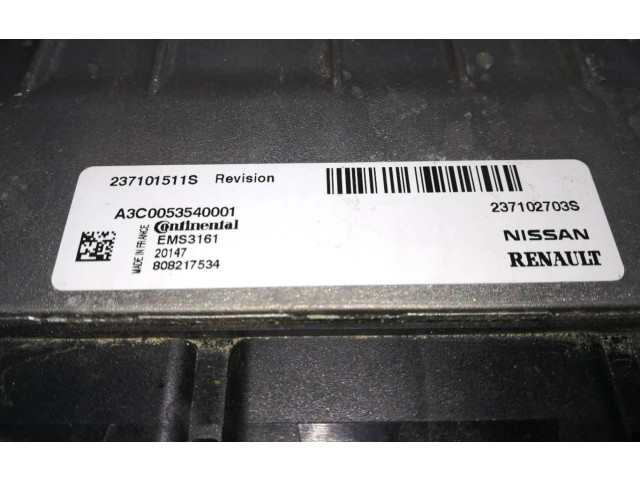 237101511S Revision
237102703S
A3C0053540001
Continental
EMS3161
20147
808217534
MADE IN FRANCE
NISSAN
RENAULT